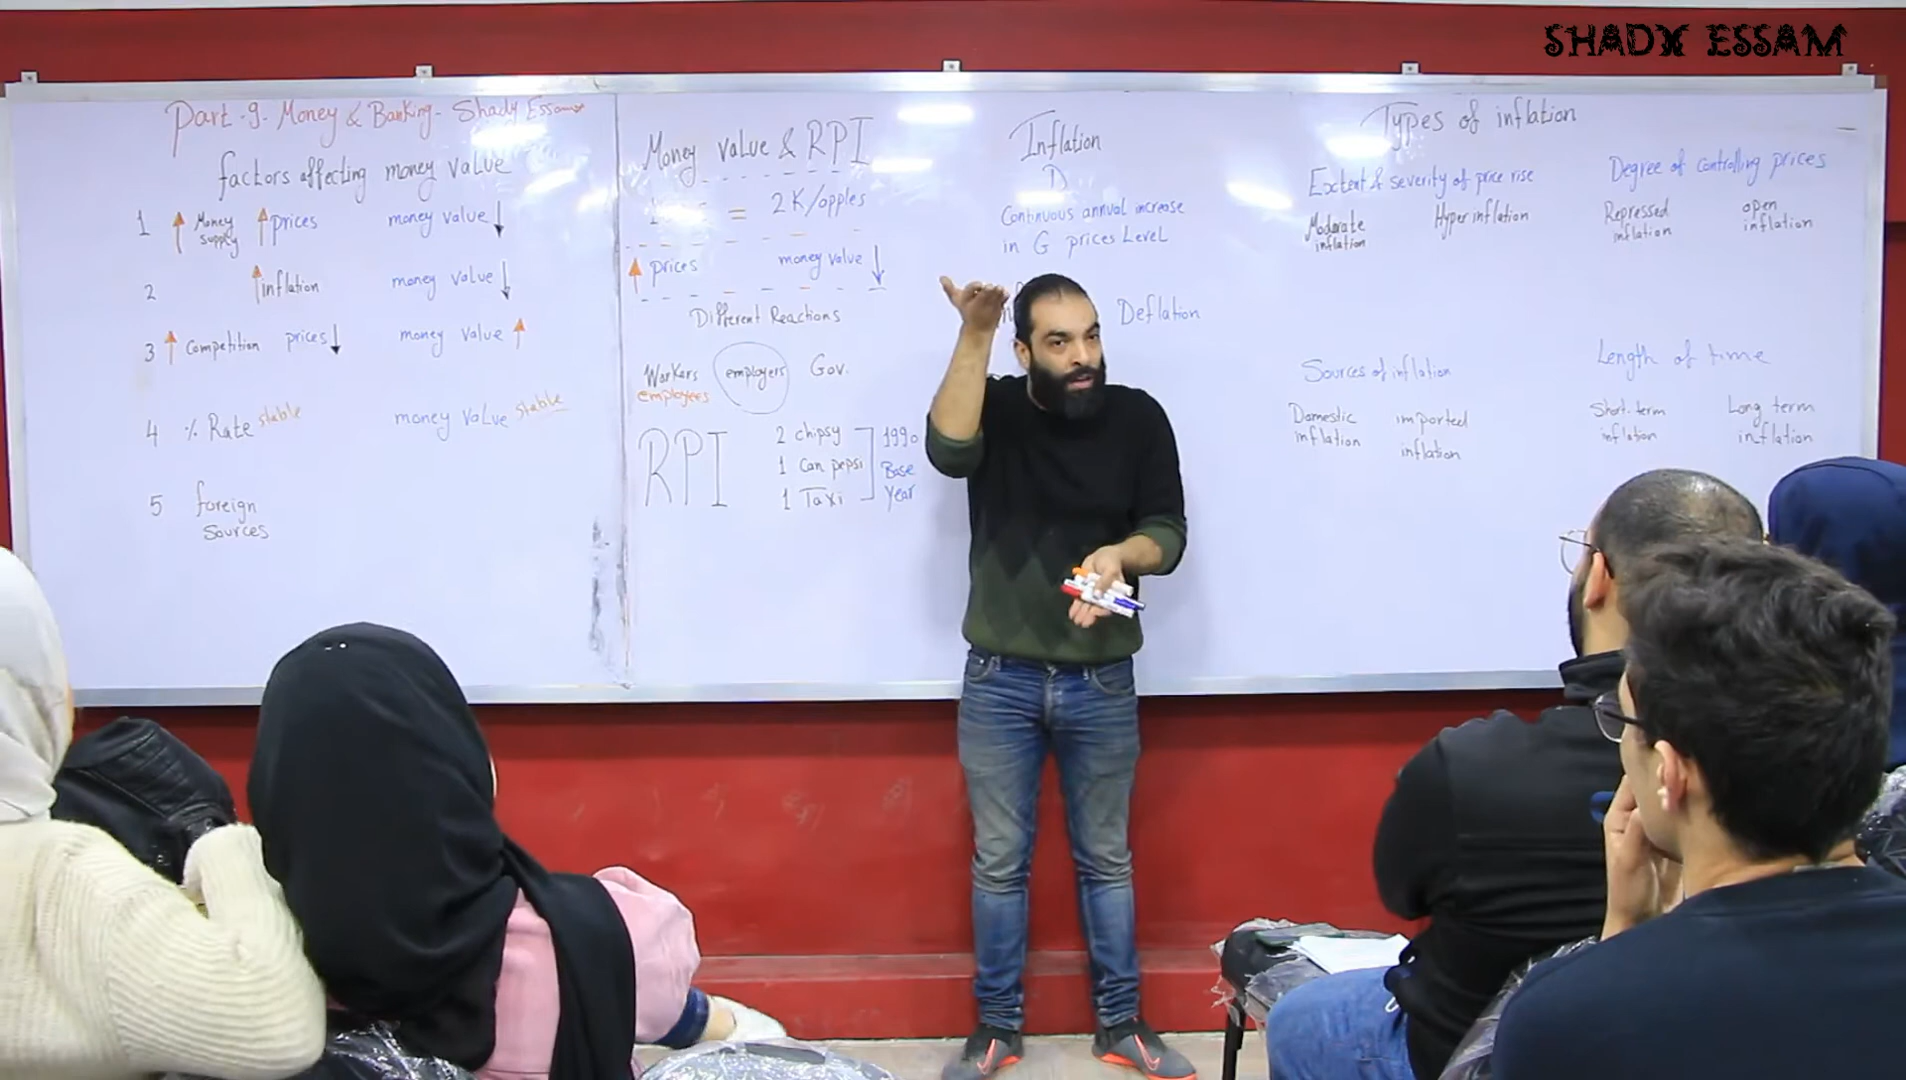 SHADY ESSAM
Part. 9. Money & Banking - Shady Essam
factors affecting money value
1 ↑ Money supply ↑ prices money value ↓
2 ↑ inflation money value ↓
3 ↑ Competition prices ↓ money value ↑
4 % Rate stable money value stable
5 foreign
Sources
Money value & RPI
= 2 K/apples
↑ prices money value ↓
Different Reactions
Workers employers Gov.
employees
RPI
2 chipsy
1 Can pepsi
1 Taxi
1990
Base
year
Inflation
Continuous annual increase
in G prices Level
Deflation
Types of inflation
Extent & severity of price rise
Moderate
inflation
Hyper inflation
Degree of controlling prices
Repressed
inflation
open
inflation
Sources of inflation
Domestic
inflation
imported
inflation
Length of time
Short-term
inflation
Long term
inflation